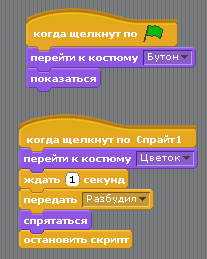 когда щелкнут по
перейти к костюму Бутон
показаться
когда щелкнут по Спрайт1
перейти к костюму Цветок
ждать 1 секунд
передать Разбудил
спрятаться
остановить скрипт